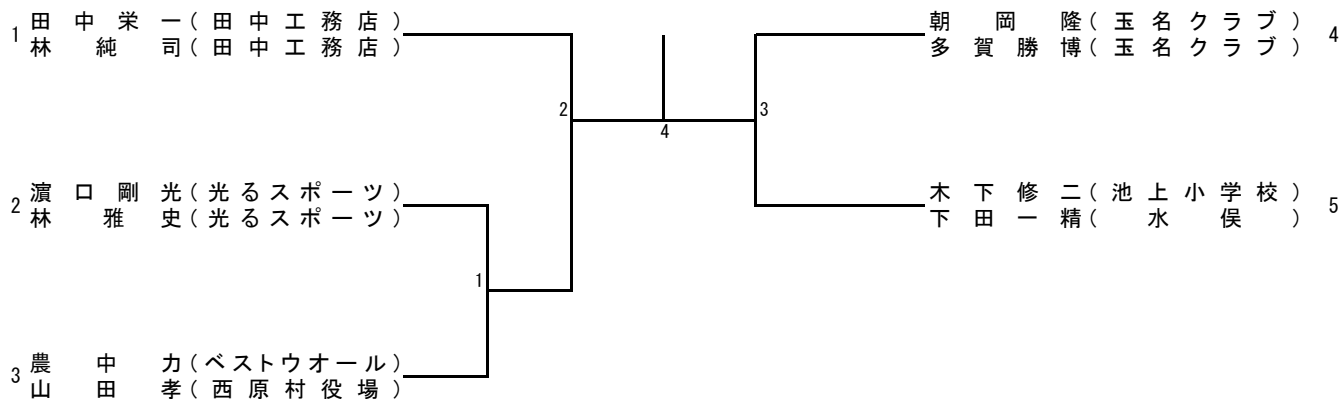 1 田中栄一(田中工務店)
林純司(田中工務店)
2 濵口剛光(光るスポーツ)
林雅史(光るスポーツ)
3 農中力(ベストウオール)
山田孝(西原村役場)
2
1
4
3
朝岡隆(玉名クラブ) 4
多賀勝博(玉名クラブ)
木下修二(池上小学校) 5
下田一精(水俣)